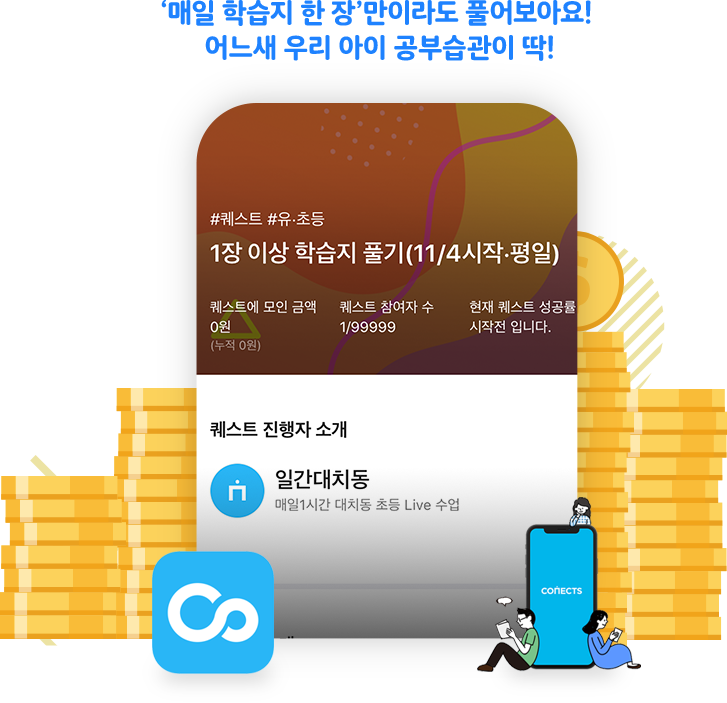 ‘매일 학습지 한 장’만이라도 풀어보아요!
어느새 우리 아이 공부습관이 딱!
#퀘스트 #유·초등
1장 이상 학습지 풀기(11/4시작·평일)
퀘스트에 모인 금액 퀘스트 참여자 수 현재 퀘스트 성공률
0원 1/99999 시작전 입니다.
(누적 0원)
퀘스트 진행자 소개
일간대치동
매일1시간 대치동 초등 Live 수업
CONECTS